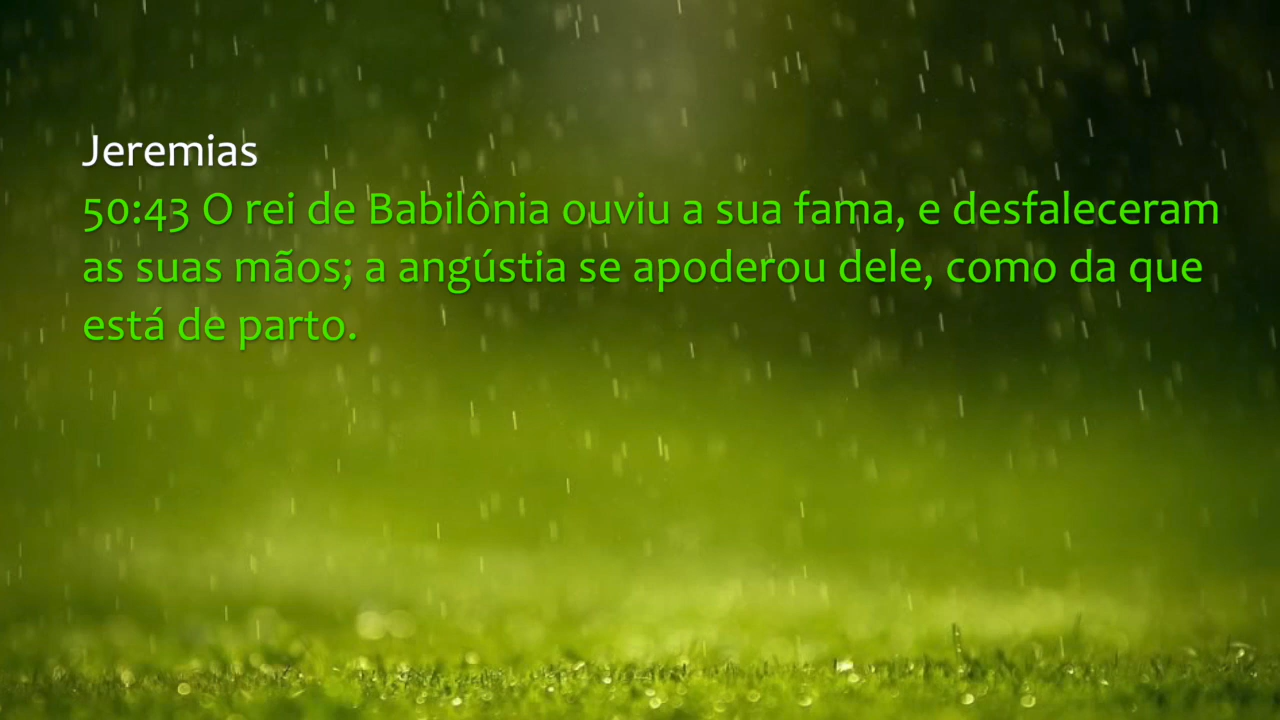 Jeremias
50:43 O rei de Babilônia ouviu a sua fama, e desfaleceram
as suas mãos; a angústia se apoderou dele, como da que
está de parto.